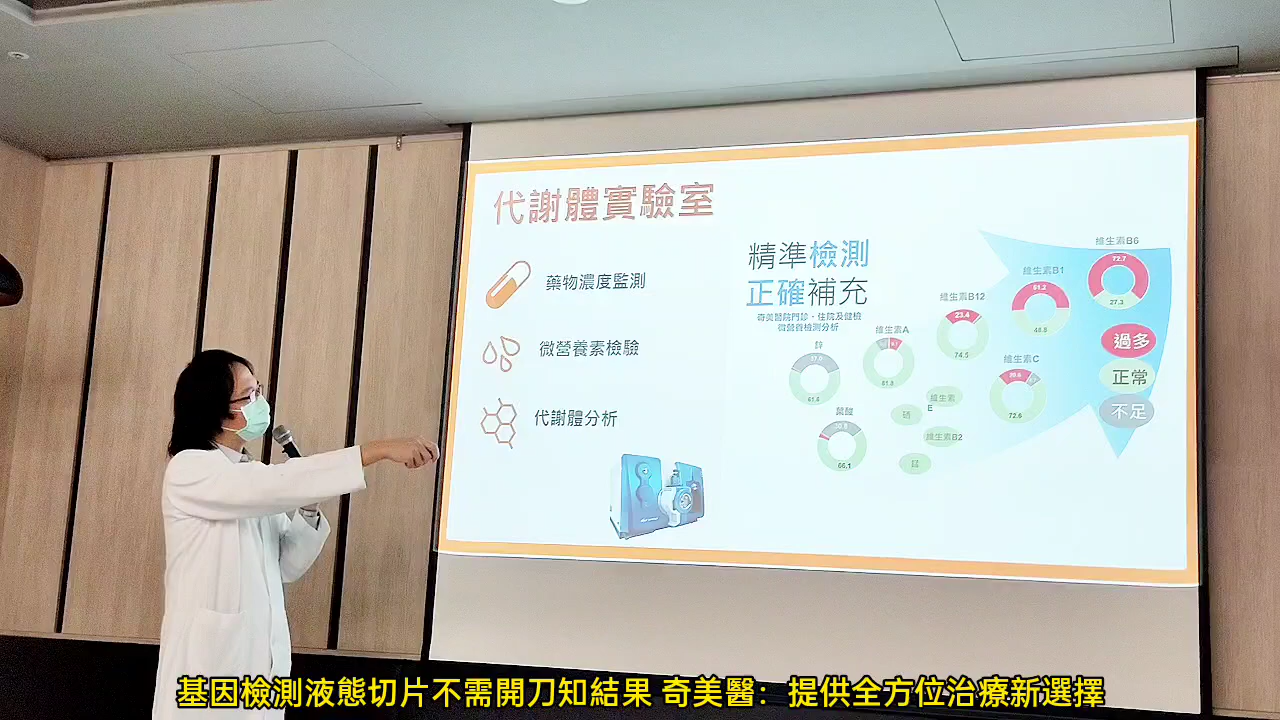 代謝體實驗室
藥物濃度監測
微營養素檢驗
代謝體分析
精準檢測
正確補充
奇美醫院門診、住院及健檢
微營養檢測分析
維生素B6
72.7
27.3
維生素B1
51.2
48.8
維生素B12
23.4
74.5
維生素A
81.8
鋅
61.6
維生素C
72.6
葉酸
66.1
維生素
E
硒
維生素B2
過多
正常
不足
基因檢測液態切片不需開刀知結果 奇美醫：提供全方位治療新選擇